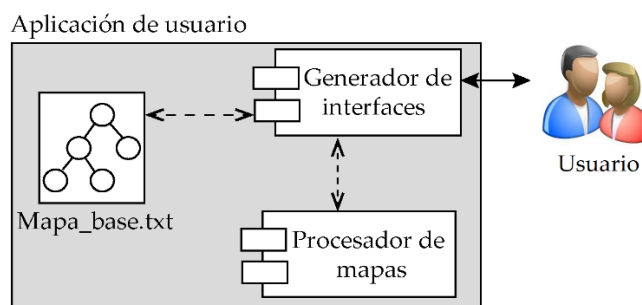 Aplicación de usuario
Generador de
interfaces
Usuario
Mapa_base.txt
Procesador de
mapas